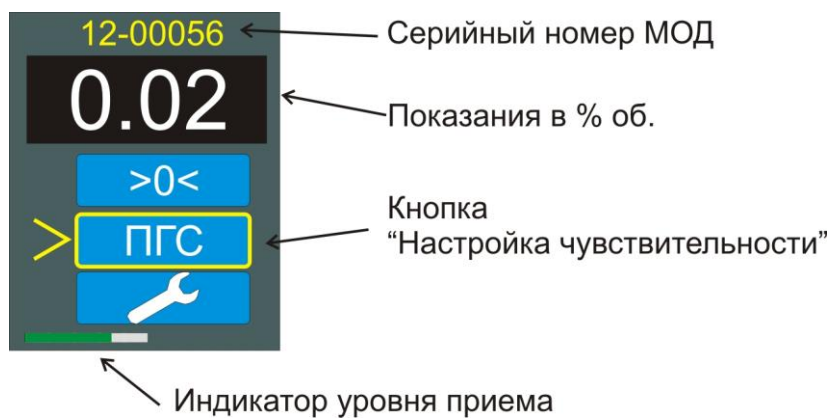 12-00056
Серийный номер МОД
0.02
Показания в % об.
>0<
ПГС
Кнопка
“Настройка чувствительности”
Индикатор уровня приема